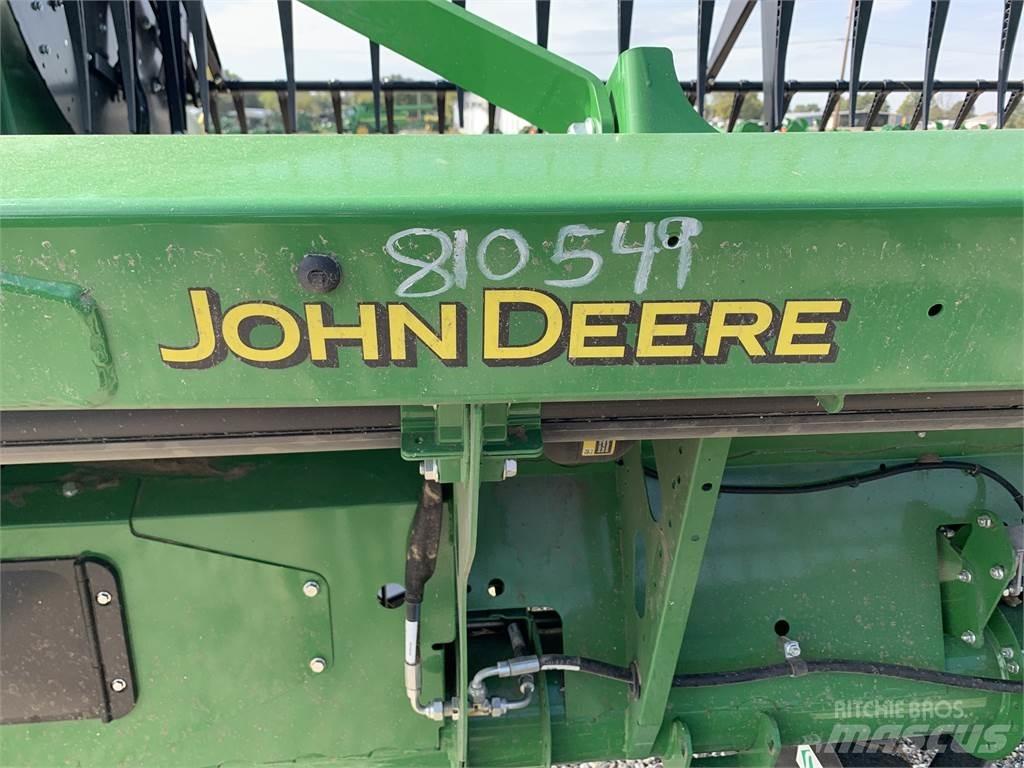 810549
JOHN DEERE
RITCHIE BROS.
MASCUS